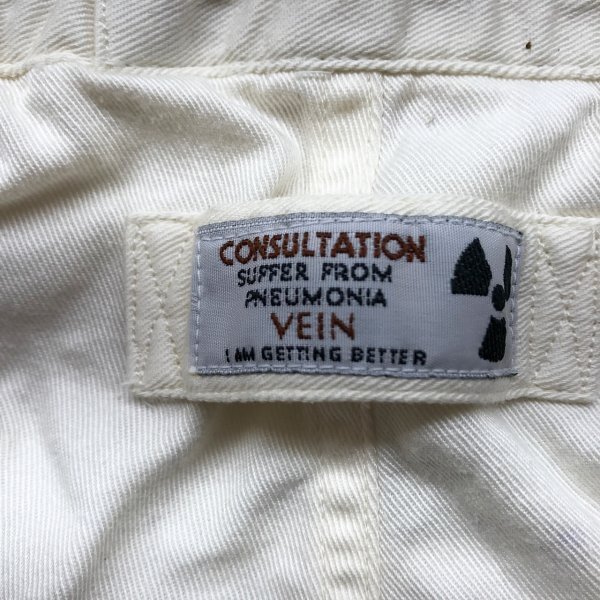 CONSULTATION
SUFFER FROM
PNEUMONIA
VEIN
I AM GETTING BETTER